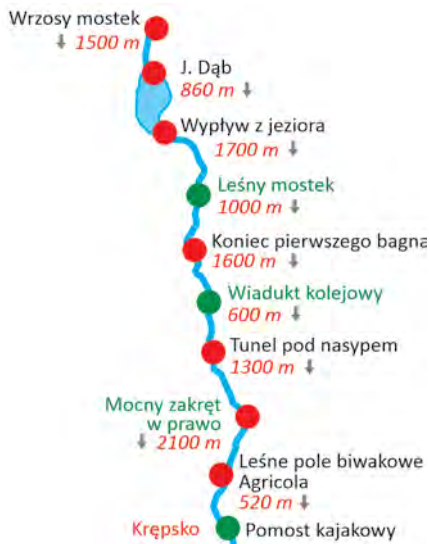 Wrzosy mostek
↓ 1500 m
J. Dąb
860 m ↓
Wypływ z jeziora
1700 m ↓
Leśny mostek
1000 m ↓
Koniec pierwszego bagna
1600 m ↓
Wiadukt kolejowy
600 m ↓
Tunel pod nasypem
1300 m ↓
Mocny zakręt
w prawo
↓ 2100 m
Leśne pole biwakowe
Agricola
520 m ↓
Krępsko Pomost kajakowy